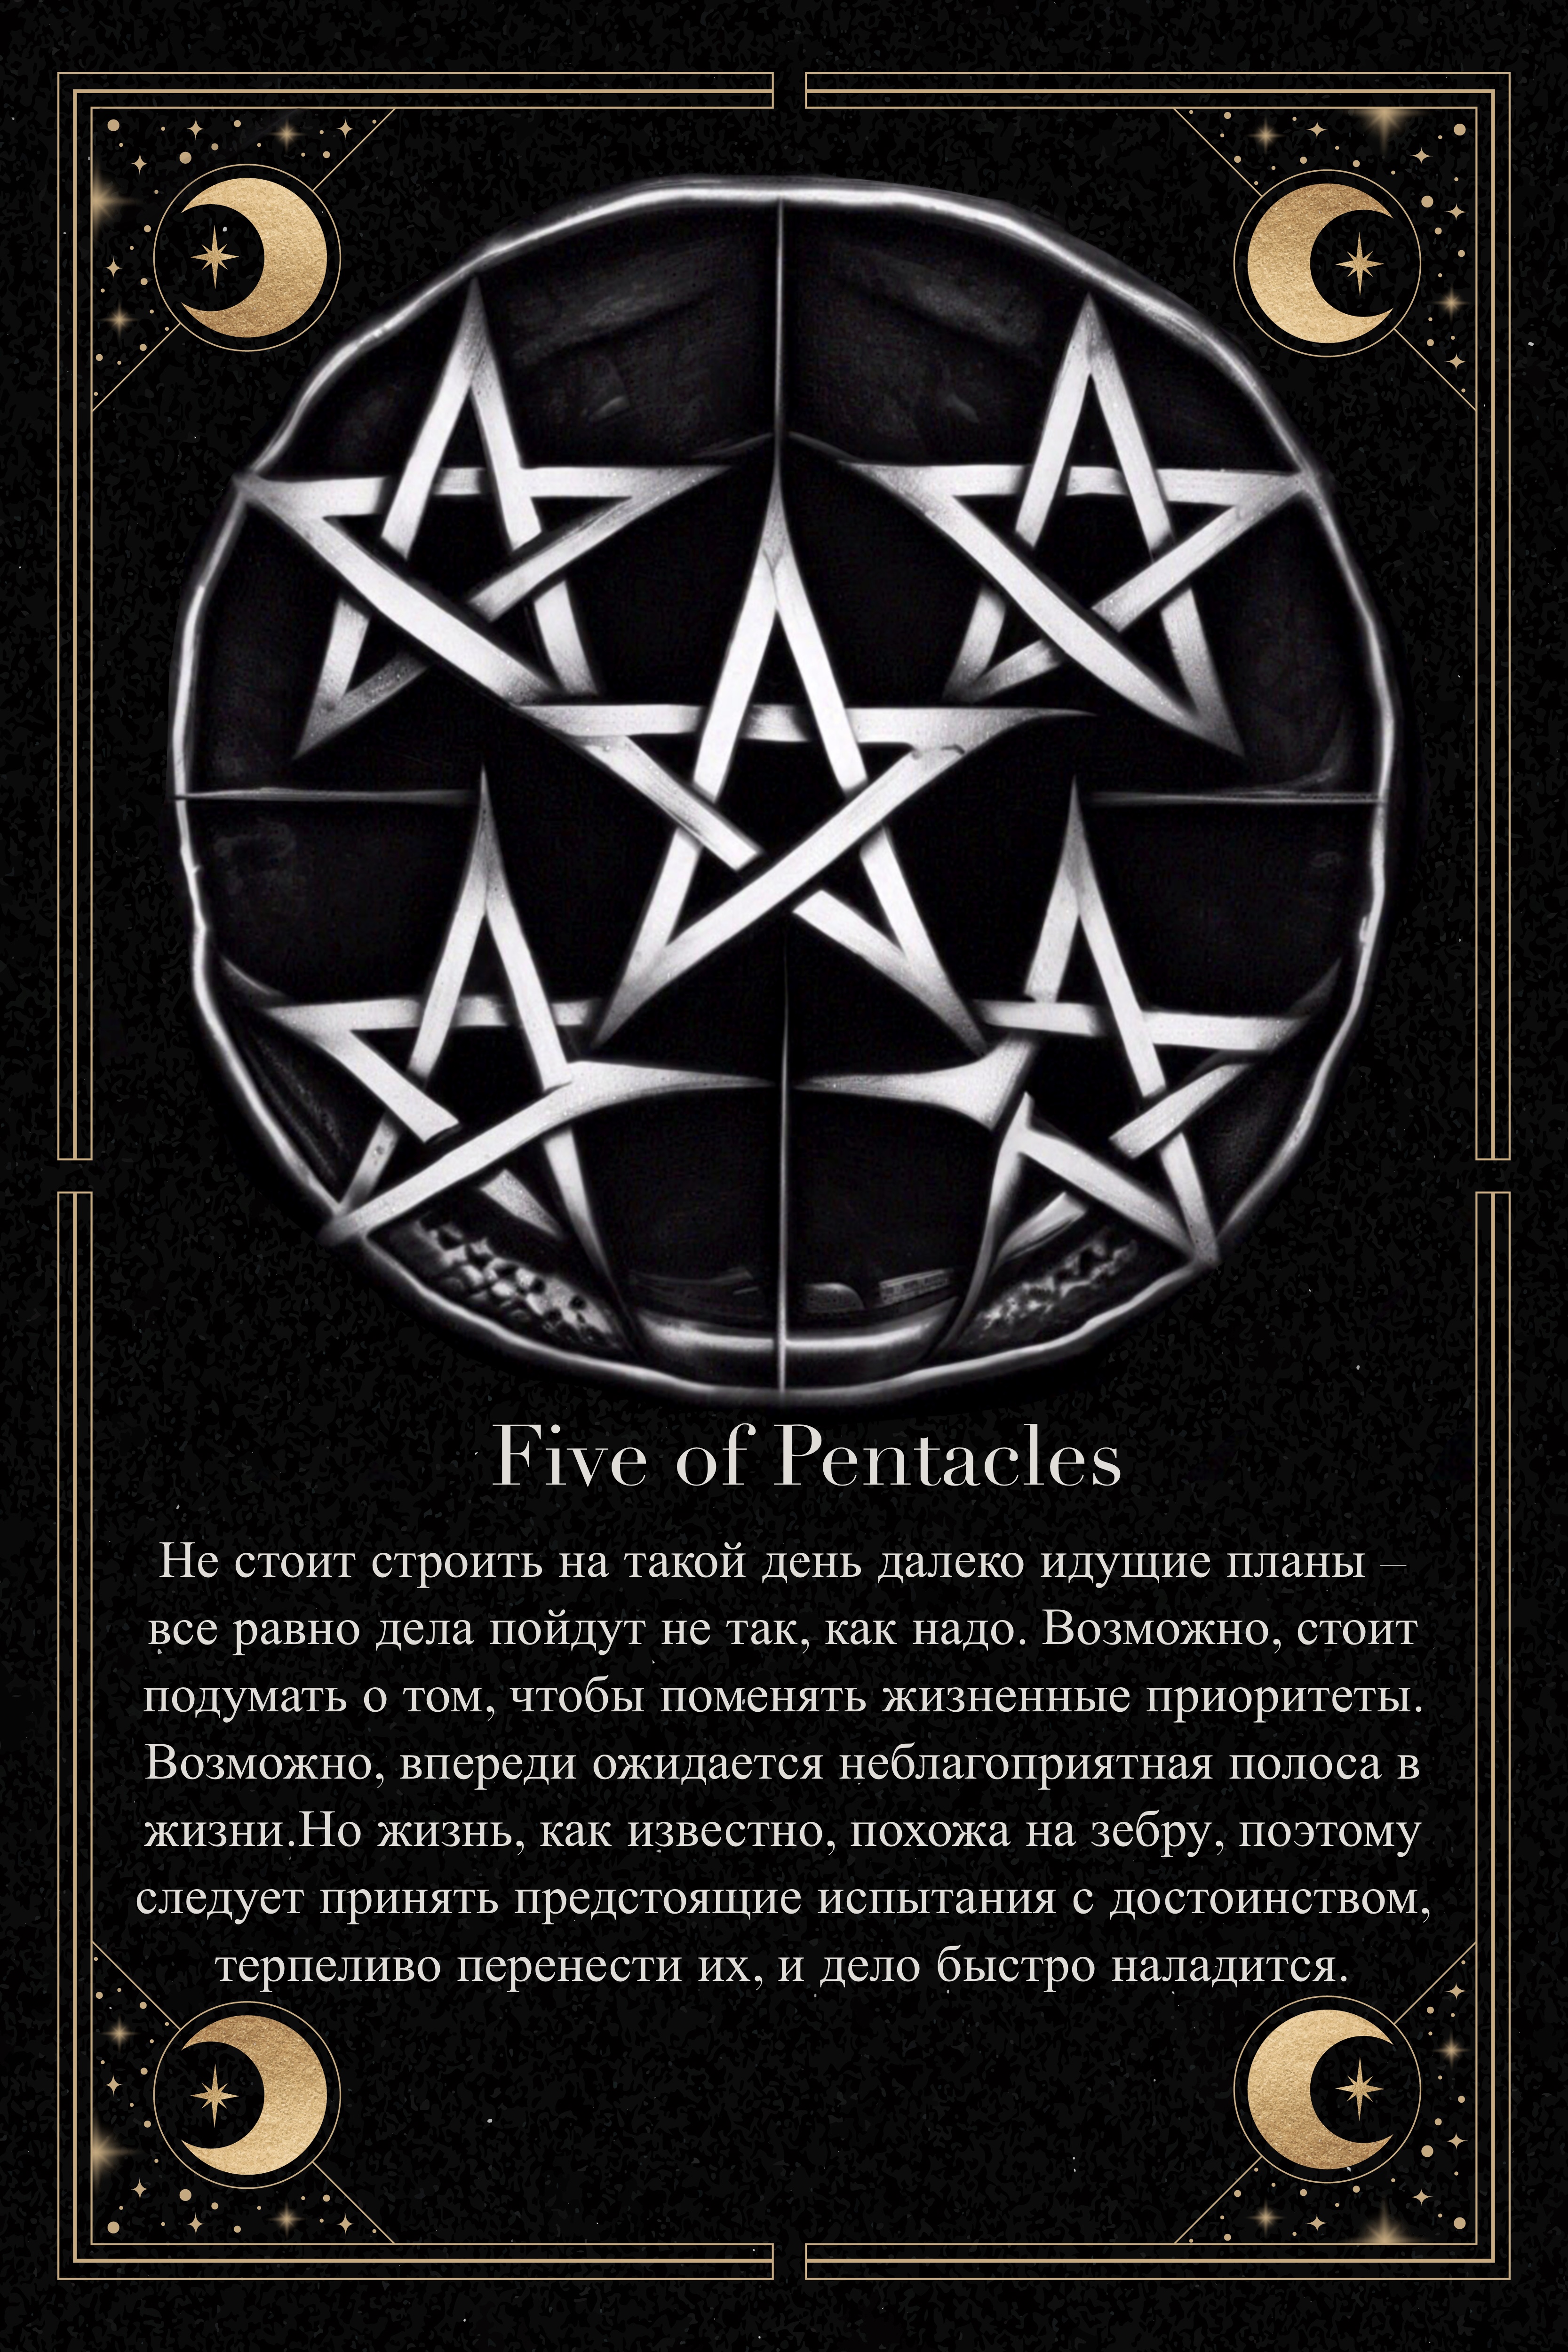 Five of Pentacles
Не стоит строить на такой день далеко идущие планы –
все равно дела пойдут не так, как надо. Возможно, стоит
подумать о том, чтобы поменять жизненные приоритеты.
Возможно, впереди ожидается неблагоприятная полоса в
жизни.Но жизнь, как известно, похожа на зебру, поэтому
следует принять предстоящие испытания с достоинством,
терпеливо перенести их, и дело быстро наладится.